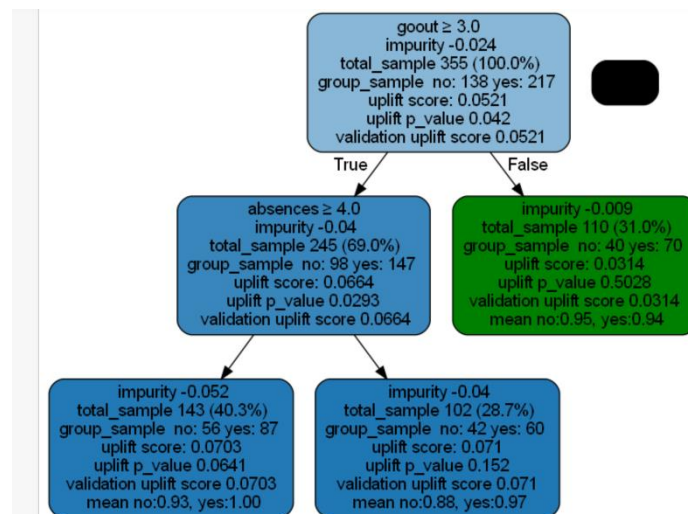 goout ≥ 3.0
impurity -0.024
total_sample 355 (100.0%)
group_sample no: 138 yes: 217
uplift score: 0.0521
uplift p_value 0.042
validation uplift score 0.0521
True
False
absences ≥ 4.0
impurity -0.04
total_sample 245 (69.0%)
group_sample no: 98 yes: 147
uplift score: 0.0664
uplift p_value 0.0293
validation uplift score 0.0664
impurity -0.009
total_sample 110 (31.0%)
group_sample no: 40 yes: 70
uplift score: 0.0314
uplift p_value 0.5028
validation uplift score 0.0314
mean no:0.95, yes:0.94
impurity -0.052
total_sample 143 (40.3%)
group_sample no: 56 yes: 87
uplift score: 0.0703
uplift p_value 0.0641
validation uplift score 0.0703
mean no:0.93, yes:1.00
impurity -0.04
total_sample 102 (28.7%)
group_sample no: 42 yes: 60
uplift score: 0.071
uplift p_value 0.152
validation uplift score 0.071
mean no:0.88, yes:0.97